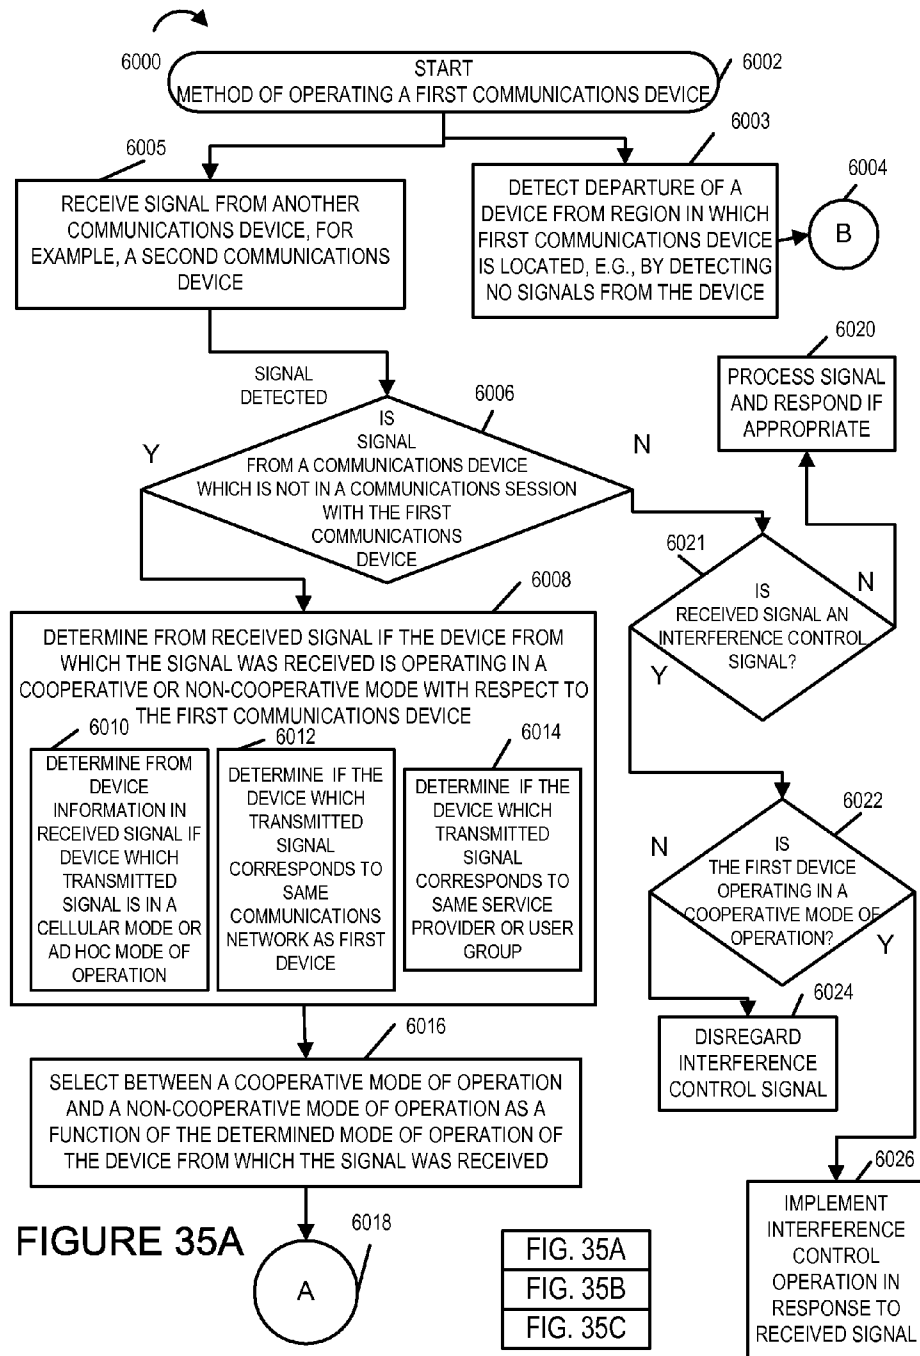 6000
START
METHOD OF OPERATING A FIRST COMMUNICATIONS DEVICE
6002
6005
RECEIVE SIGNAL FROM ANOTHER
COMMUNICATIONS DEVICE, FOR
EXAMPLE, A SECOND COMMUNICATIONS
DEVICE
6003
DETECT DEPARTURE OF A
DEVICE FROM REGION IN WHICH
FIRST COMMUNICATIONS DEVICE
IS LOCATED, E.G., BY DETECTING
NO SIGNALS FROM THE DEVICE
6004
B
SIGNAL
DETECTED
6006
IS
SIGNAL
FROM A COMMUNICATIONS DEVICE
WHICH IS NOT IN A COMMUNICATIONS SESSION
WITH THE FIRST
COMMUNICATIONS
DEVICE
Y
N
6020
PROCESS SIGNAL
AND RESPOND IF
APPROPRIATE
6021
IS
RECEIVED SIGNAL AN
INTERFERENCE CONTROL
SIGNAL?
N
Y
6008
DETERMINE FROM RECEIVED SIGNAL IF THE DEVICE FROM
WHICH THE SIGNAL WAS RECEIVED IS OPERATING IN A
COOPERATIVE OR NON-COOPERATIVE MODE WITH RESPECT TO
THE FIRST COMMUNICATIONS DEVICE
6010
DETERMINE FROM
DEVICE
INFORMATION IN
RECEIVED SIGNAL IF
DEVICE WHICH
TRANSMITTED
SIGNAL IS IN A
CELLULAR MODE OR
AD HOC MODE OF
OPERATION
6012
DETERMINE IF THE
DEVICE WHICH
TRANSMITTED
SIGNAL
CORRESPONDS TO
SAME
COMMUNICATIONS
NETWORK AS FIRST
DEVICE
6014
DETERMINE IF THE
DEVICE WHICH
TRANSMITTED
SIGNAL
CORRESPONDS TO
SAME SERVICE
PROVIDER OR USER
GROUP
6022
IS
THE FIRST DEVICE
OPERATING IN A
COOPERATIVE MODE OF
OPERATION?
N
Y
6024
DISREGARD
INTERFERENCE
CONTROL SIGNAL
6016
SELECT BETWEEN A COOPERATIVE MODE OF OPERATION
AND A NON-COOPERATIVE MODE OF OPERATION AS A
FUNCTION OF THE DETERMINED MODE OF OPERATION OF
THE DEVICE FROM WHICH THE SIGNAL WAS RECEIVED
6026
IMPLEMENT
INTERFERENCE
CONTROL
OPERATION IN
RESPONSE TO
RECEIVED SIGNAL
6018
A
FIGURE 35A
FIG. 35A
FIG. 35B
FIG. 35C